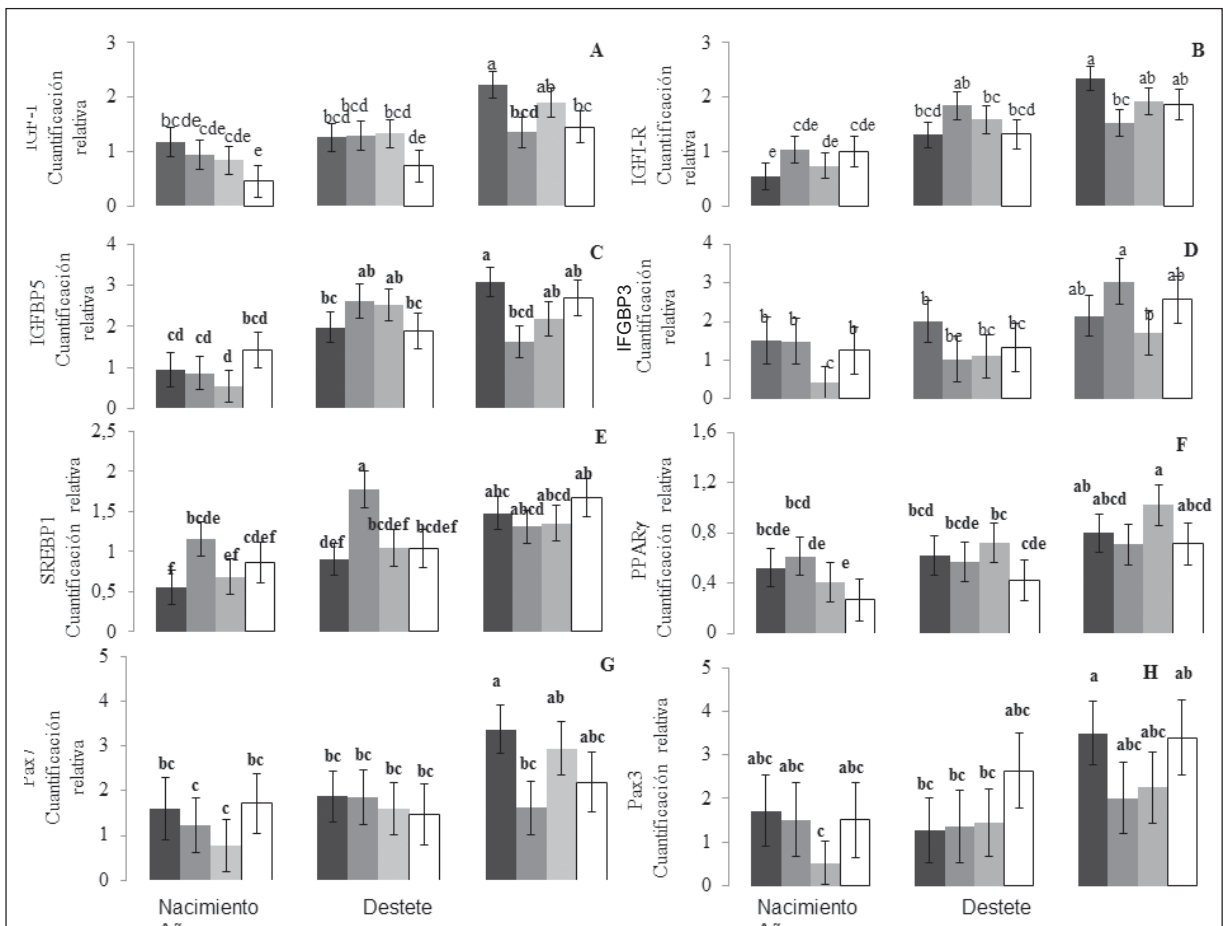 A
IGF-1
Cuantificación
relativa
3
2
1
0
bcde cde cde e
bcd bcd bcd de
a bcd ab bc
B
IGFI-R
Cuantificación
relativa
3
2
1
0
e cde cde cde
bcd ab bc bcd
a bc ab ab
C
IGFBP5
Cuantificación
relativa
4
3
2
1
0
cd cd d bcd
bc ab ab bc
a bc ab ab
D
IFGBP3
Cuantificación
relativa
4
3
2
1
0
b b c b
b bc bc bc
ab a b ab
E
SREBP1
Cuantificación relativa
2,5
2
1,5
1
0,5
0
f bcde ef cdef
def a bcdef bcdef
abc abcd abcd ab
F
PPARγ
Cuantificación relativa
1,6
1,2
0,8
0,4
0
bcde bcd de e
bcd bcde bc cde
ab abcd a abcd
G
Cuantificación
relativa
5
4
3
2
1
0
bc c c bc
bc bc bc bc
a bc ab abc
Nacimiento Destete
H
Pax3
Cuantificación relativa
5
4
3
2
1
0
abc abc c abc
bc bc bc abc
a abc abc ab
Nacimiento Destete